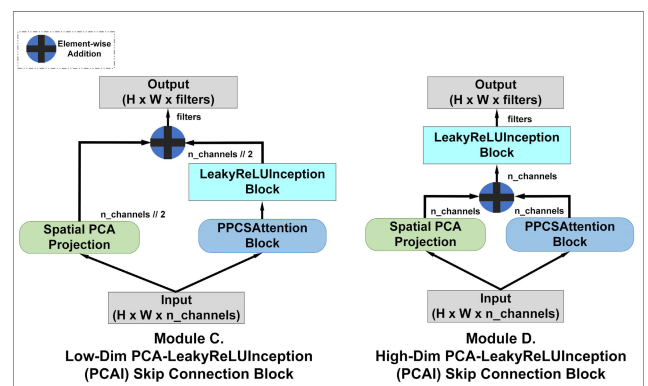 Element-wise
Addition
Output
(H x W x filters)
filters
n_channels // 2
LeakyReLUInception
Block
n_channels // 2
Spatial PCA
Projection
PPCSAttention
Block
Input
(H x W x n_channels)
Module C.
Low-Dim PCA-LeakyReLUInception
(PCAI) Skip Connection Block
Output
(H x W x filters)
filters
LeakyReLUInception
Block
n_channels
n_channels
n_channels
Spatial PCA
Projection
PPCSAttention
Block
Input
(H x W x n_channels)
Module D.
High-Dim PCA-LeakyReLUInception
(PCAI) Skip Connection Block